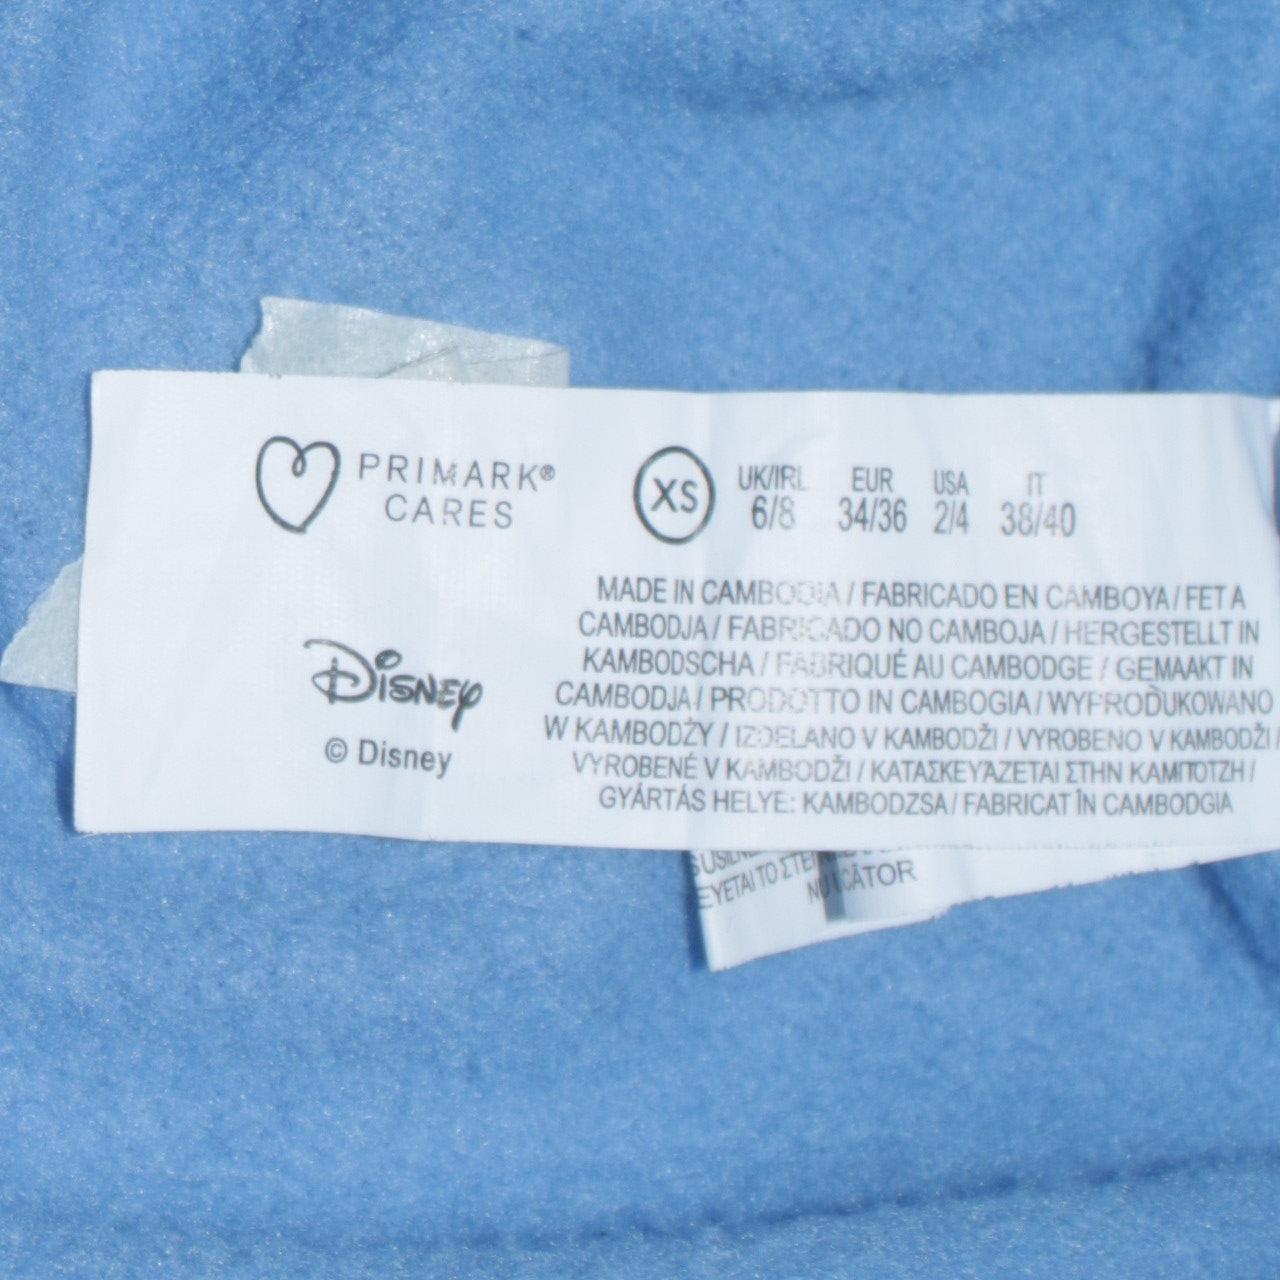 PRIMARK®
CARES
Disney
© Disney
XS
UK/IRL EUR USA IT
6/8 34/36 2/4 38/40
MADE IN CAMBODIA / FABRICADO EN CAMBOYA / FET A
CAMBODJA / FABRICADO NO CAMBOJA / HERGESTELLT IN
KAMBODSCHA / FABRIQUÉ AU CAMBODGE / GEMAAKT IN
CAMBODJA / PRODOTTO IN CAMBOGIA / WYPRODUKOWANO
W KAMBODŻY / IZDELANO V KAMBODŽI / VYROBENO V KAMBODŽI /
VYROBENÉ V KAMBODŽI / ΚΑΤΑΣΚΕΥΆΖΕΤΑΙ ΣΤΗΝ ΚΑΜΠΟΤΖΗ /
GYÁRTÁS HELYE: KAMBODZSA / FABRICAT ÎN CAMBODGIA
ΤΟ